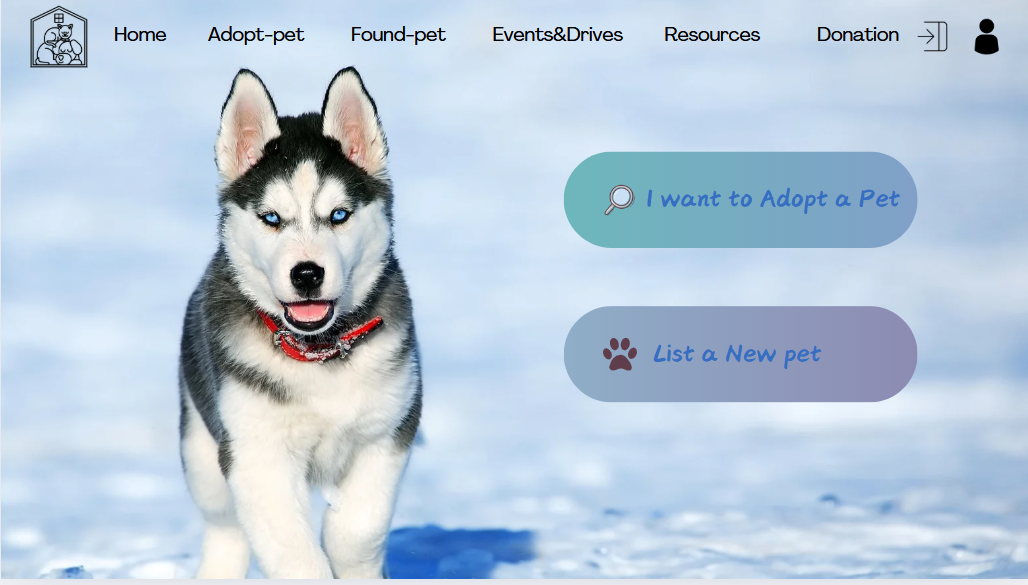 Home Adopt-pet Found-pet Events&Drives Resources Donation
I want to Adopt a Pet
List a New pet